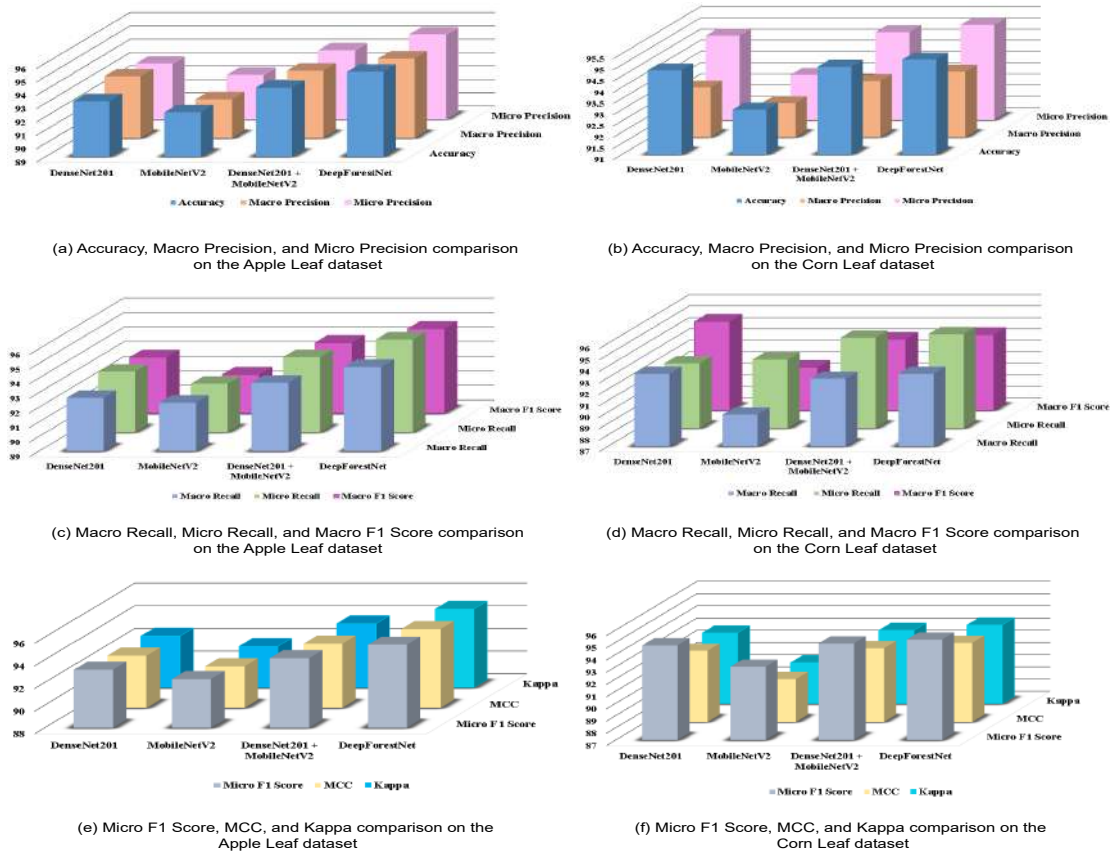 96
95
94
93
92
91
90
89
Micro Precision
Macro Precision
Accuracy
DenseNet201
MobileNetV2
DenseNet201 +
MobileNetV2
DeepForestNet
Accuracy
Macro Precision
Micro Precision
(a) Accuracy, Macro Precision, and Micro Precision comparison
on the Apple Leaf dataset
95.5
95
94.5
94
93.5
93
92.5
92
91.5
91
Micro Precision
Macro Precision
Accuracy
DenseNet201
MobileNetV2
DenseNet201 +
MobileNetV2
DeepForestNet
Accuracy
Macro Precision
Micro Precision
(b) Accuracy, Macro Precision, and Micro Precision comparison
on the Corn Leaf dataset
96
95
94
93
92
91
90
89
Macro F1 Score
Micro Recall
Macro Recall
DenseNet201
MobileNetV2
DenseNet201 +
MobileNetV2
DeepForestNet
Macro Recall
Micro Recall
Macro F1 Score
(c) Macro Recall, Micro Recall, and Macro F1 Score comparison
on the Apple Leaf dataset
96
95
94
93
92
91
90
89
88
87
Macro F1 Score
Micro Recall
Macro Recall
DenseNet201
MobileNetV2
DenseNet201 +
MobileNetV2
DeepForestNet
Macro Recall
Micro Recall
Macro F1 Score
(d) Macro Recall, Micro Recall, and Macro F1 Score comparison
on the Corn Leaf dataset
96
94
92
90
88
Kappa
MCC
Micro F1 Score
DenseNet201
MobileNetV2
DenseNet201 +
MobileNetV2
DeepForestNet
Micro F1 Score
MCC
Kappa
(e) Micro F1 Score, MCC, and Kappa comparison on the
Apple Leaf dataset
96
95
94
93
92
91
90
89
88
87
Kappa
MCC
Micro F1 Score
DenseNet201
MobileNetV2
DenseNet201 +
MobileNetV2
DeepForestNet
Micro F1 Score
MCC
Kappa
(f) Micro F1 Score, MCC, and Kappa comparison on the
Corn Leaf dataset